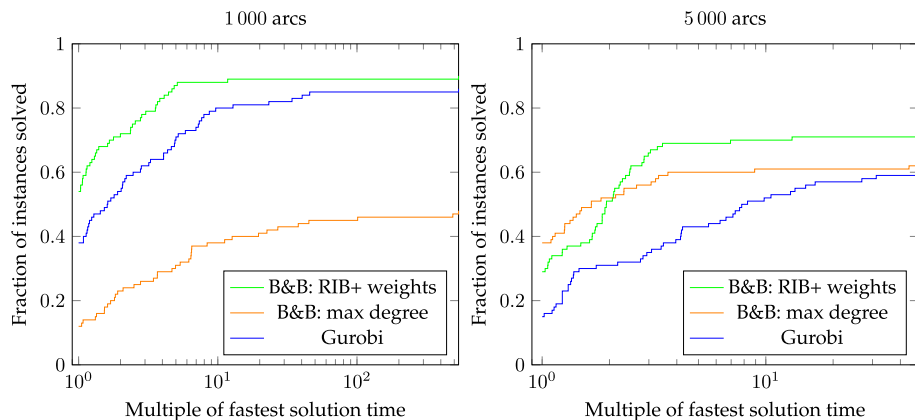 1 000 arcs
Fraction of instances solved
1
0.8
0.6
0.4
0.2
0
B&B: RIB+ weights
B&B: max degree
Gurobi
10^0
10^1
10^2
Multiple of fastest solution time
5 000 arcs
Fraction of instances solved
1
0.8
0.6
0.4
0.2
0
B&B: RIB+ weights
B&B: max degree
Gurobi
10^0
10^1
Multiple of fastest solution time